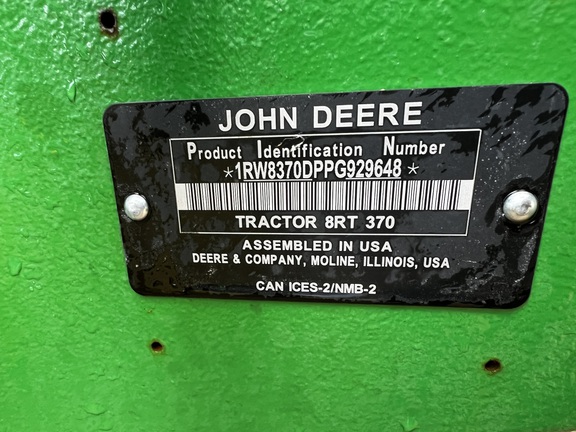 JOHN DEERE
Product Identification Number
*1RW8370DPPG929648*
TRACTOR 8RT 370
ASSEMBLED IN USA
DEERE & COMPANY, MOLINE, ILLINOIS, USA
CAN ICES-2/NMB-2